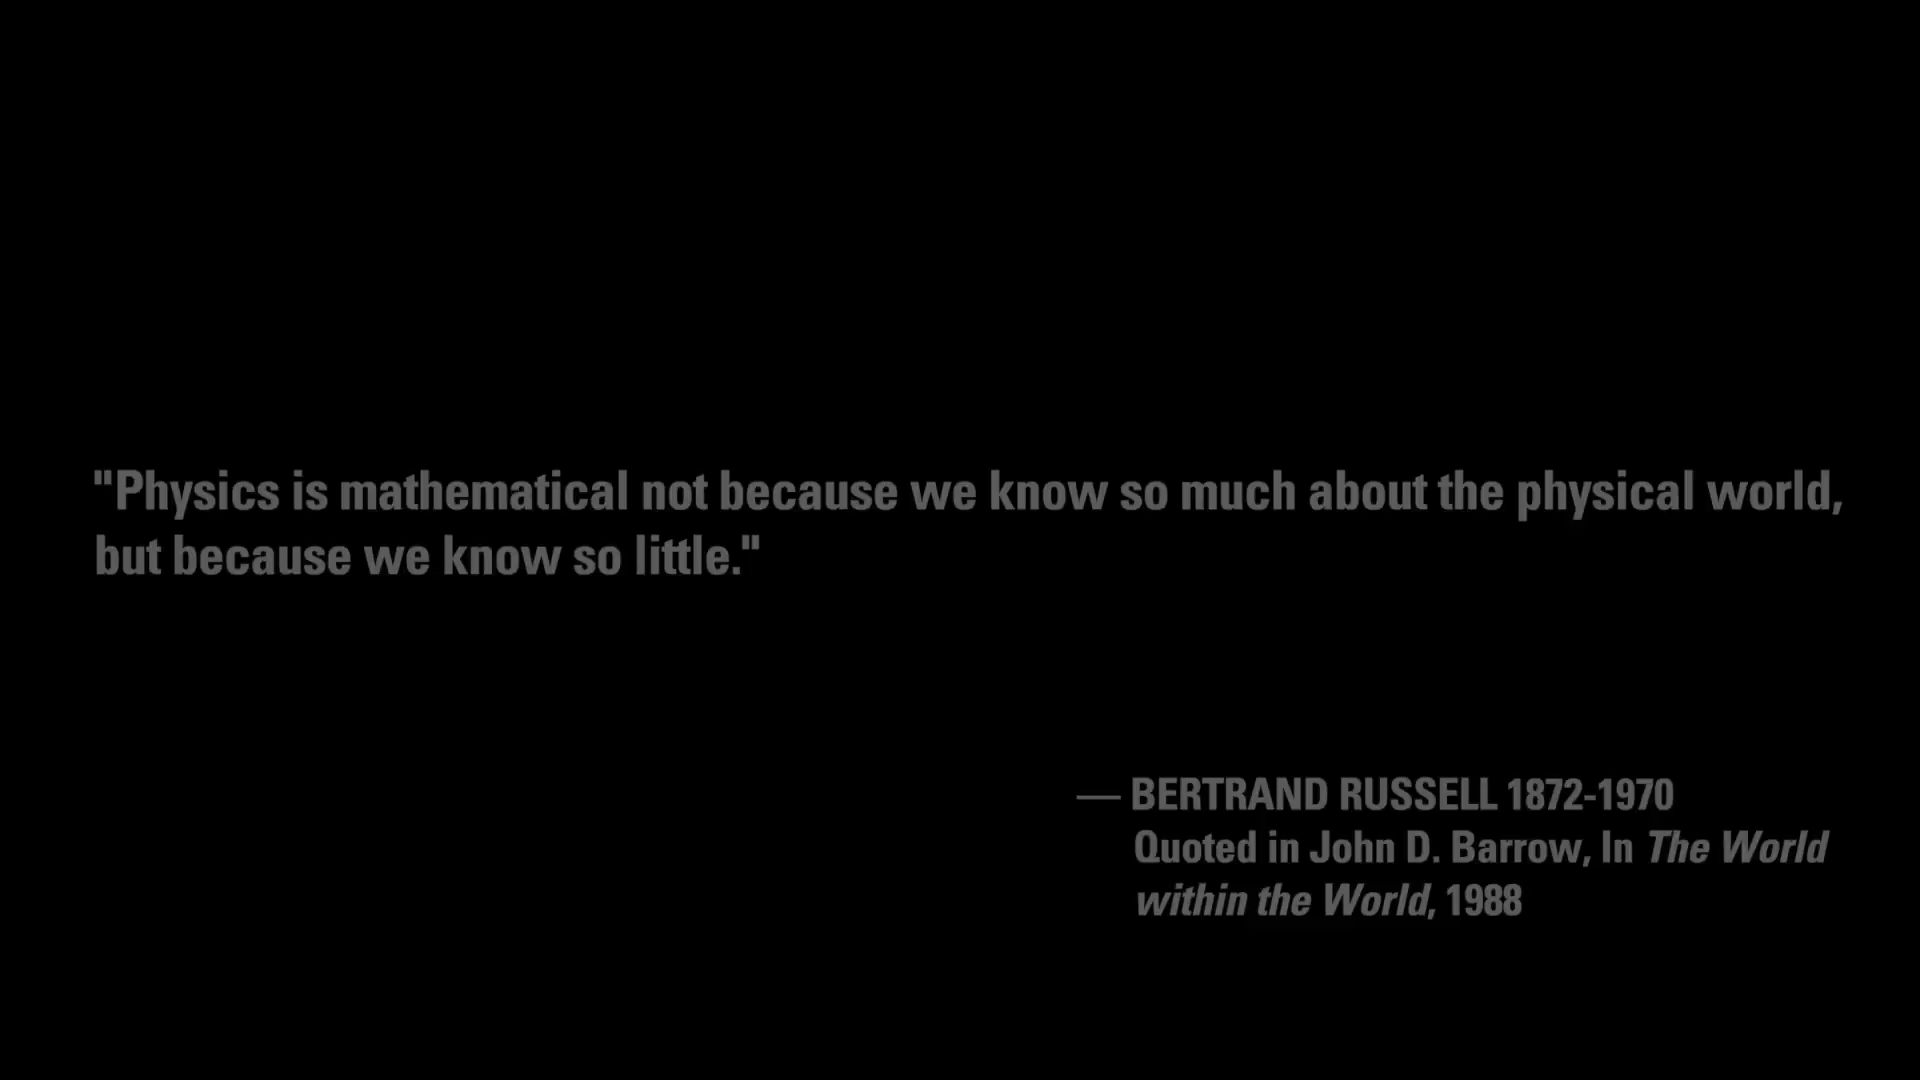 "Physics is mathematical not because we know so much about the physical world,
but because we know so little."
— BERTRAND RUSSELL 1872-1970
Quoted in John D. Barrow, In The World
within the World, 1988